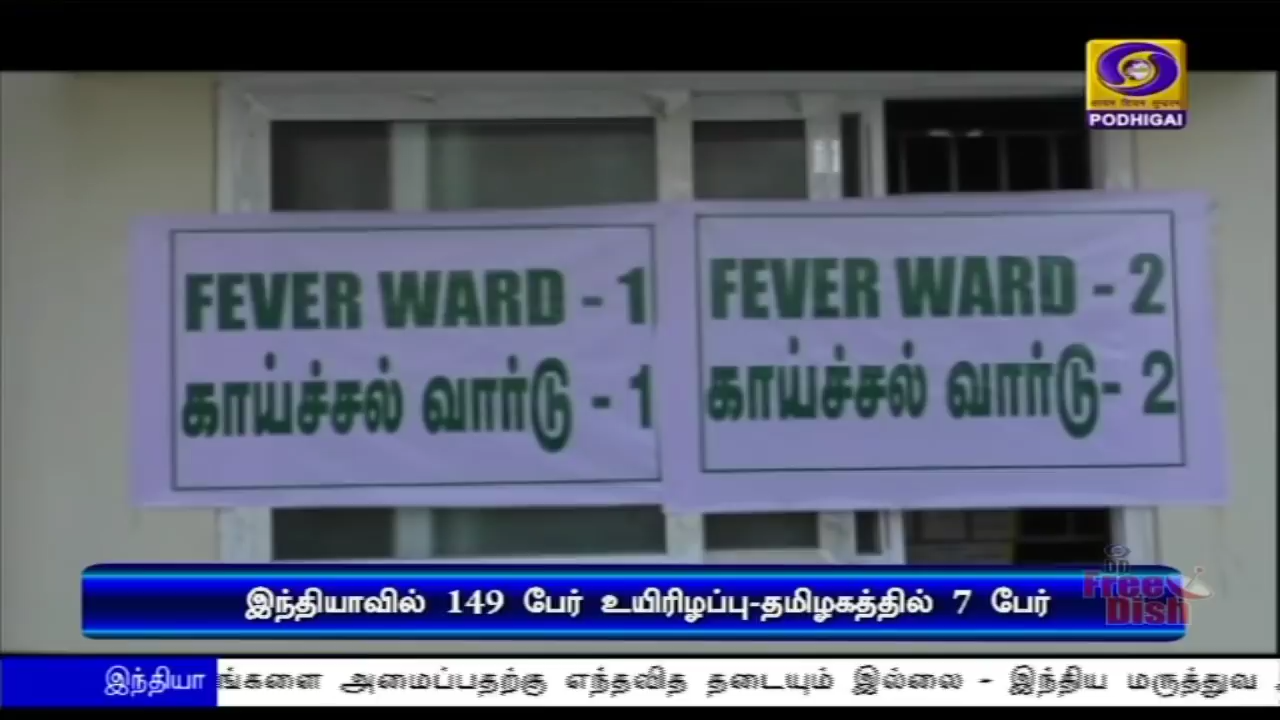 PODHIGAI
FEVER WARD - 1
காய்ச்சல் வார்டு - 1
FEVER WARD - 2
காய்ச்சல் வார்டு- 2
இந்தியாவில் 149 பேர் உயிரிழப்பு-தமிழகத்தில் 7 பேர்
DD
Free Dish
இந்தியா
ங்களை அமைப்பதற்கு எந்தவித தடையும் இல்லை - இந்திய மருத்துவ